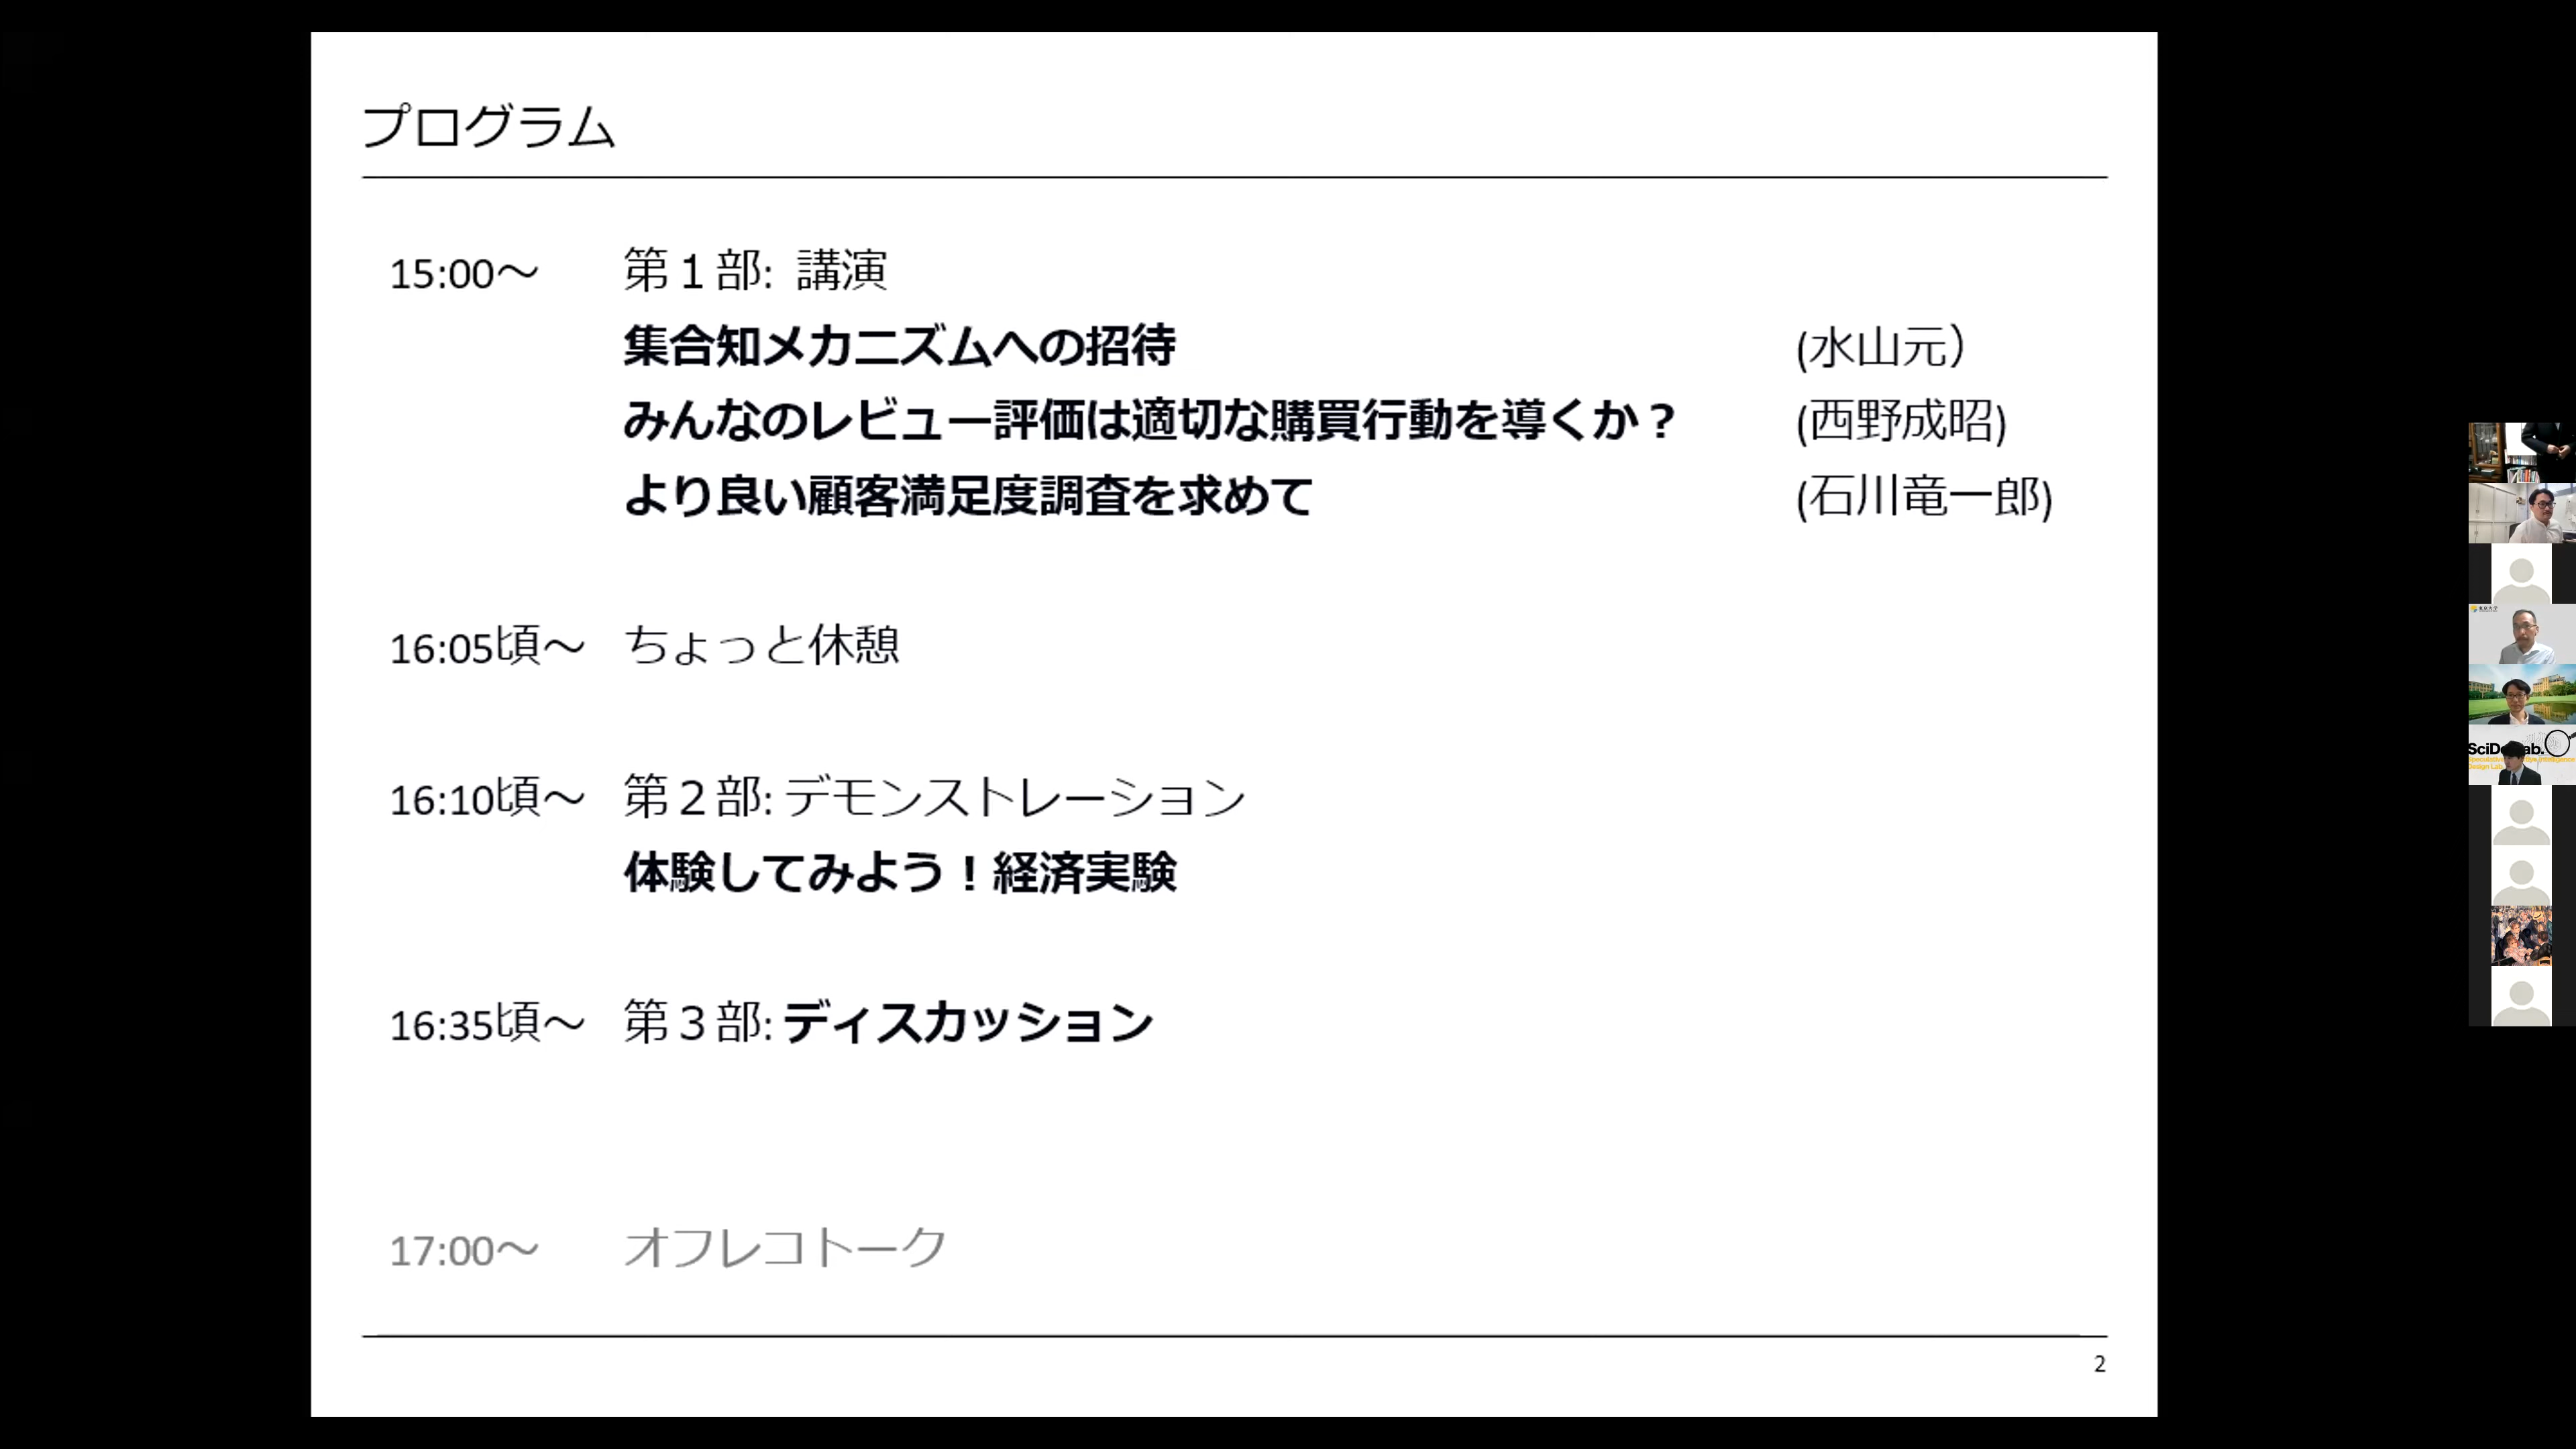 プログラム
15:00～ 第１部: 講演
集合知メカニズムへの招待 (水山元）
みんなのレビュー評価は適切な購買行動を導くか？ (西野成昭)
より良い顧客満足度調査を求めて (石川竜一郎)
16:05頃～ ちょっと休憩
16:10頃～ 第２部: デモンストレーション
体験してみよう！経済実験
16:35頃～ 第３部: ディスカッション
17:00～ オフレコトーク
2